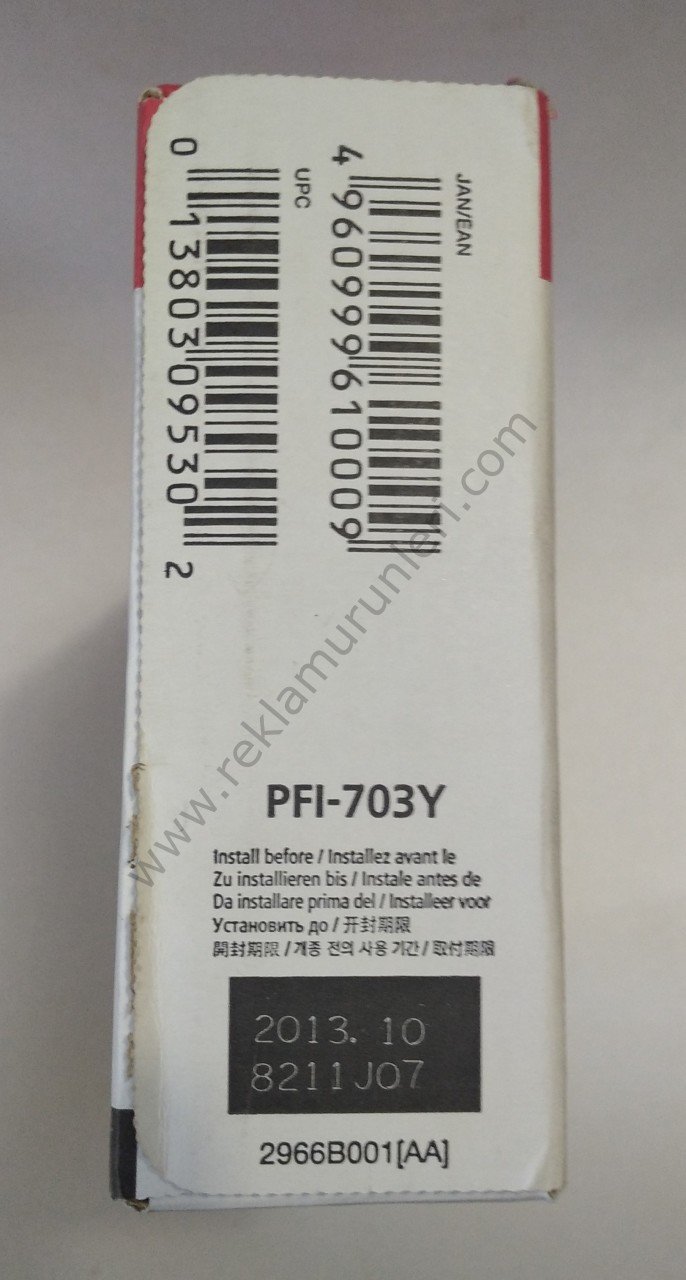 JAN/EAN
4 960999 610009
UPC
0 13803 09530 2
PFI-703Y
Install before / Installez avant le
Zu installieren bis / Instale antes de
Da installare prima del / Installeer voor
Установить до / 开封期限
開封期限 / 개종 전의 사용 기간 / 取付期限
2013. 10
8211J07
2966B001[AA]
www.reklamurunleri.com